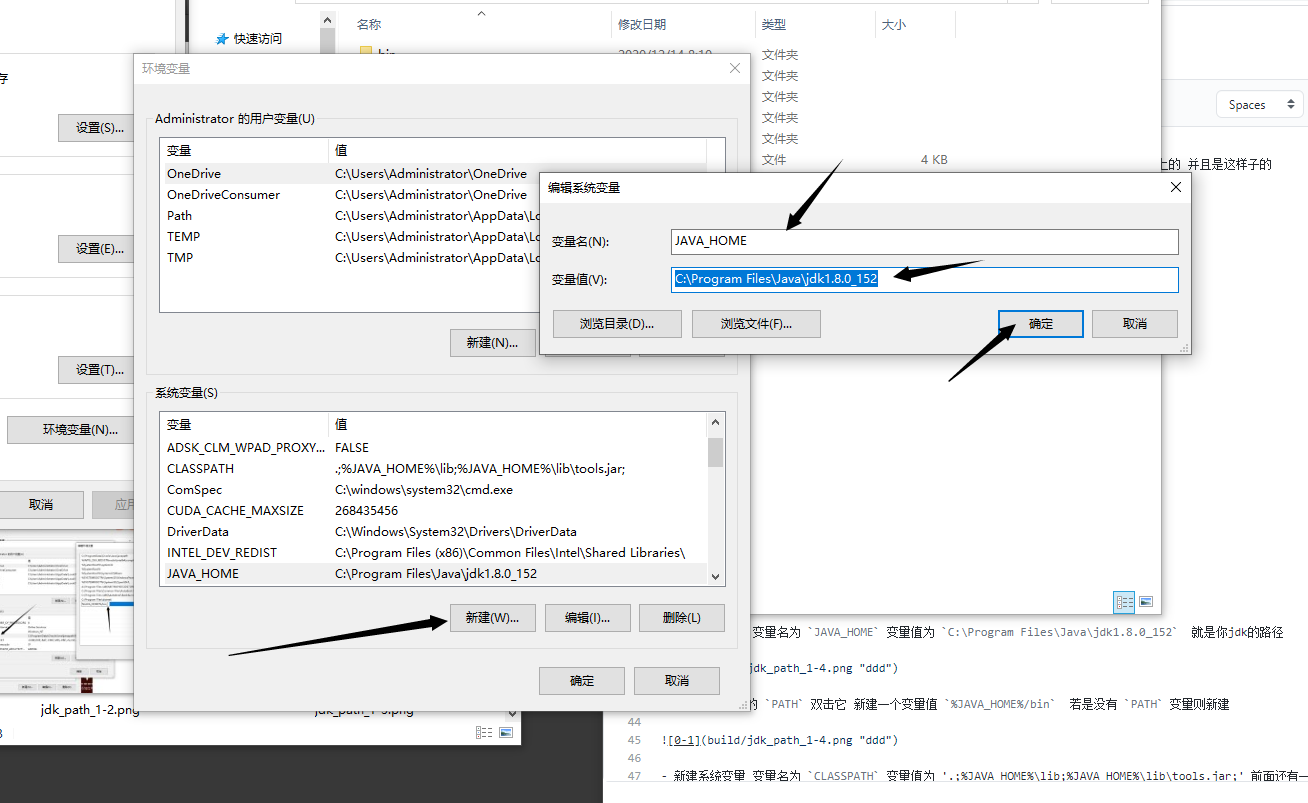 名称
修改日期
类型
大小
快速访问
文件夹
文件夹
文件夹
文件夹
文件夹
文件
4 KB
Spaces
上的 并且是这样子的
存
设置(S)...
设置(E)...
设置(T)...
环境变量(N)...
取消
环境变量
Administrator 的用户变量(U)
变量
值
OneDrive
C:\Users\Administrator\OneDrive
OneDriveConsumer
C:\Users\Administrator\OneDrive
Path
C:\Users\Administrator\AppData\Lo
TEMP
C:\Users\Administrator\AppData\Lo
TMP
C:\Users\Administrator\AppData\Lo
新建(N)...
编辑系统变量
变量名(N):
JAVA_HOME
变量值(V):
C:\Program Files\Java\jdk1.8.0_152
浏览目录(D)...
浏览文件(F)...
确定
取消
系统变量(S)
变量
值
ADSK_CLM_WPAD_PROXY...
FALSE
CLASSPATH
.;%JAVA_HOME%\lib;%JAVA_HOME%\lib\tools.jar;
ComSpec
C:\windows\system32\cmd.exe
CUDA_CACHE_MAXSIZE
268435456
DriverData
C:\Windows\System32\Drivers\DriverData
INTEL_DEV_REDIST
C:\Program Files (x86)\Common Files\Intel\Shared Libraries\
JAVA_HOME
C:\Program Files\Java\jdk1.8.0_152
新建(W)...
编辑(I)...
删除(L)
确定
取消
jdk_path_1-2.png
变量名为 `JAVA_HOME` 变量值为 `C:\Program Files\Java\jdk1.8.0_152` 就是你jdk的路径
jdk_path_1-4.png "ddd")
的 `PATH` 双击它 新建一个变量值 `%JAVA_HOME%/bin` 若是没有 `PATH` 变量则新建
44
45 ![0-1](build/jdk_path_1-4.png "ddd")
46
47 - 新建系统变量 变量名为 `CLASSPATH` 变量值为 '.;%JAVA_HOME%\lib;%JAVA_HOME%\lib\tools.jar;' 前面还有一